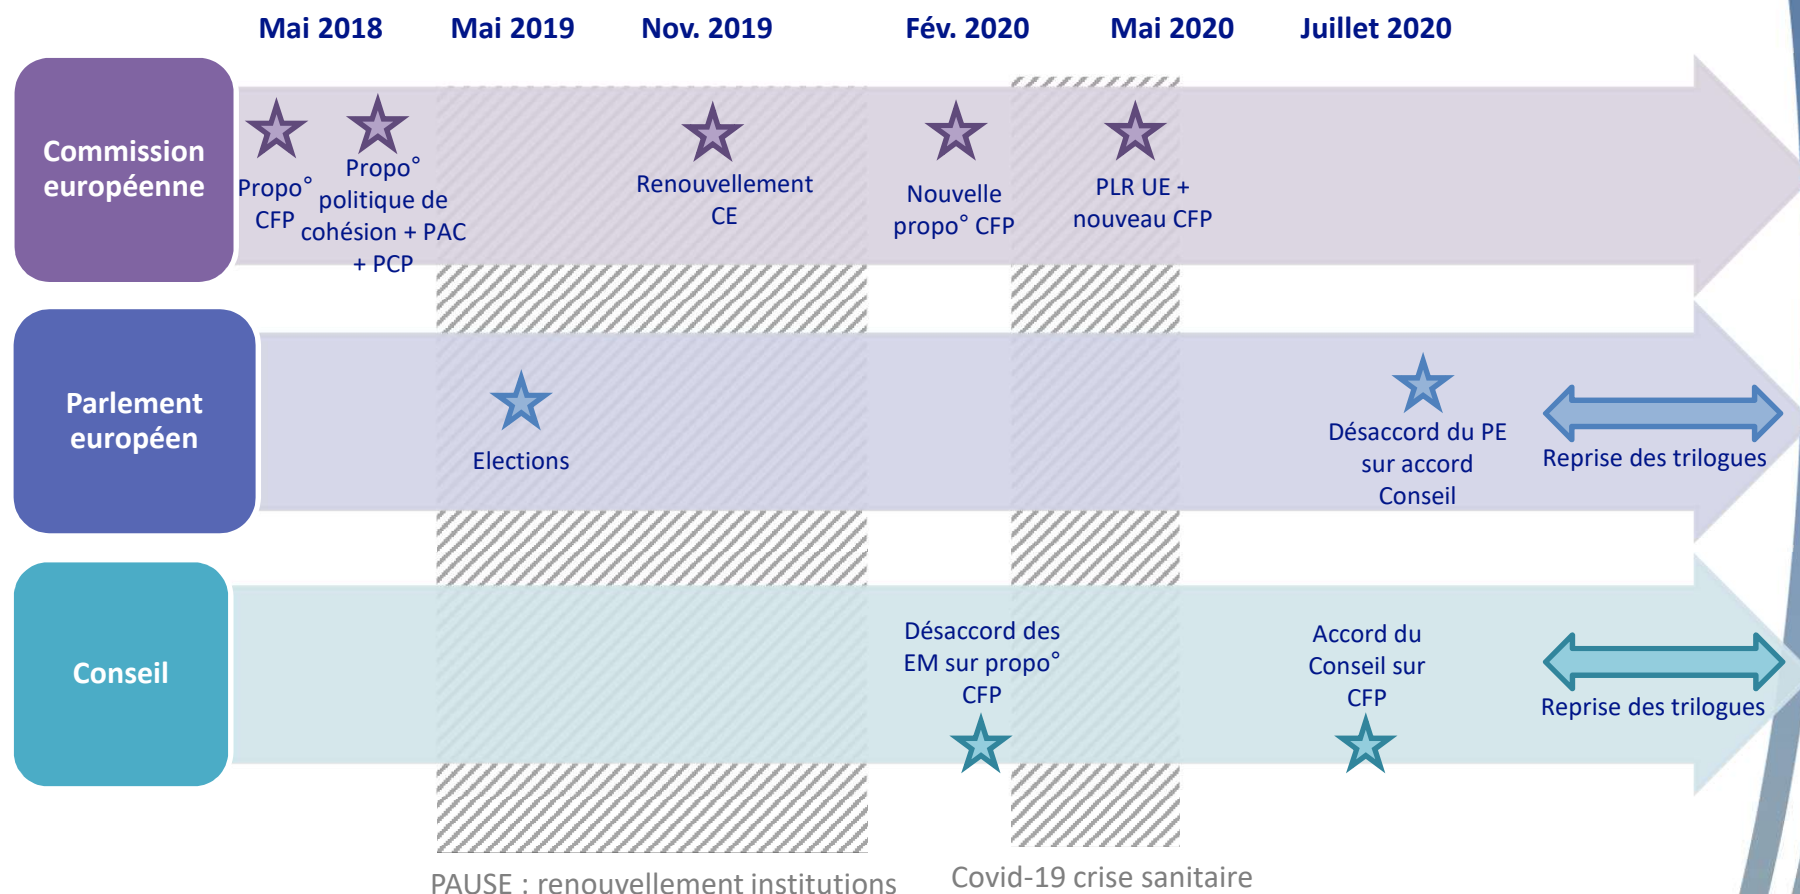 Mai 2018
Mai 2019
Nov. 2019
Fév. 2020
Mai 2020
Juillet 2020
Commission
européenne
Propo°
CFP
Propo°
politique de
cohésion + PAC
+ PCP
Renouvellement
CE
Nouvelle
propo° CFP
PLR UE +
nouveau CFP
Parlement
européen
Elections
Désaccord du PE
sur accord
Conseil
Reprise des trilogues
Conseil
Désaccord des
EM sur propo°
CFP
Accord du
Conseil sur
CFP
Reprise des trilogues
PAUSE : renouvellement institutions
Covid-19 crise sanitaire